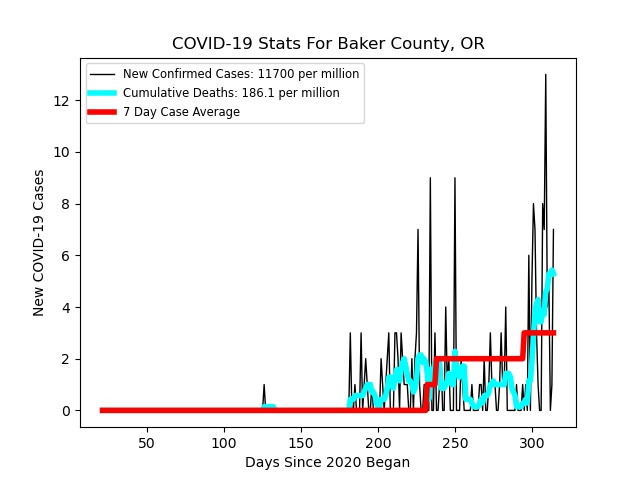 COVID-19 Stats For Baker County, OR
New Confirmed Cases: 11700 per million
Cumulative Deaths: 186.1 per million
7 Day Case Average
New COVID-19 Cases
12
10
8
6
4
2
0
50 100 150 200 250 300
Days Since 2020 Began